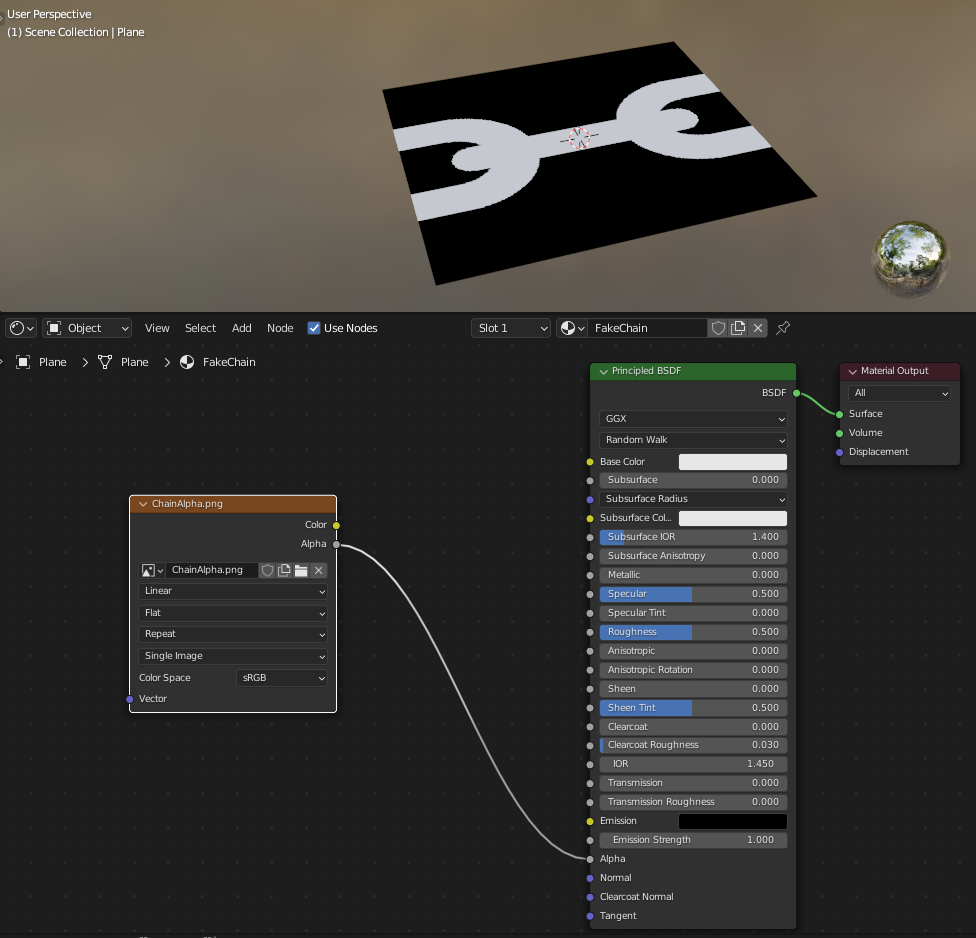 User Perspective
(1) Scene Collection | Plane
Object View Select Add Node Use Nodes Slot 1 FakeChain
Plane Plane FakeChain
ChainAlpha.png
Color
Alpha
ChainAlpha.png
Linear
Flat
Repeat
Single Image
Color Space sRGB
Vector
Principled BSDF
BSDF
GGX
Random Walk
Base Color
Subsurface 0.000
Subsurface Radius
Subsurface Col...
Subsurface IOR 1.400
Subsurface Anisotropy 0.000
Metallic 0.000
Specular 0.500
Specular Tint 0.000
Roughness 0.500
Anisotropic 0.000
Anisotropic Rotation 0.000
Sheen 0.000
Sheen Tint 0.500
Clearcoat 0.000
Clearcoat Roughness 0.030
IOR 1.450
Transmission 0.000
Transmission Roughness 0.000
Emission
Emission Strength 1.000
Alpha
Normal
Clearcoat Normal
Tangent
Material Output
All
Surface
Volume
Displacement